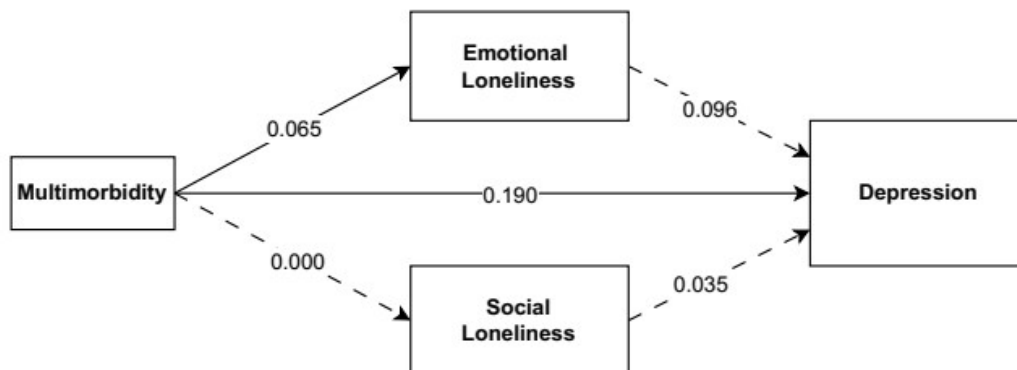 Emotional
Loneliness
0.096
0.065
Multimorbidity
0.190
Depression
0.000
0.035
Social
Loneliness